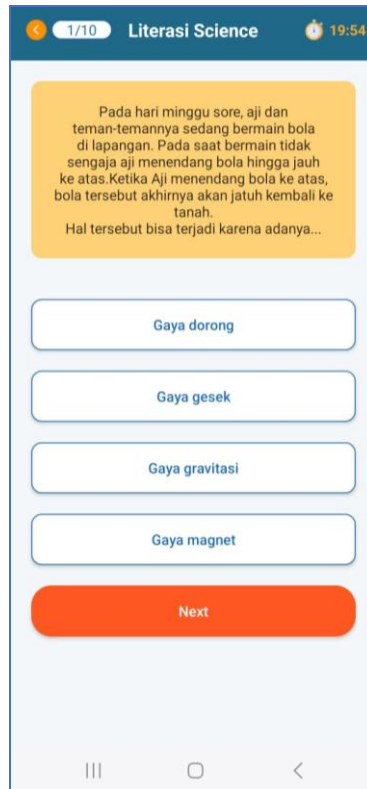 1/10 Literasi Science 19:54
Pada hari minggu sore, aji dan
teman-temannya sedang bermain bola
di lapangan. Pada saat bermain tidak
sengaja aji menendang bola hingga jauh
ke atas.Ketika Aji menendang bola ke atas,
bola tersebut akhirnya akan jatuh kembali ke
tanah.
Hal tersebut bisa terjadi karena adanya...
Gaya dorong
Gaya gesek
Gaya gravitasi
Gaya magnet
Next